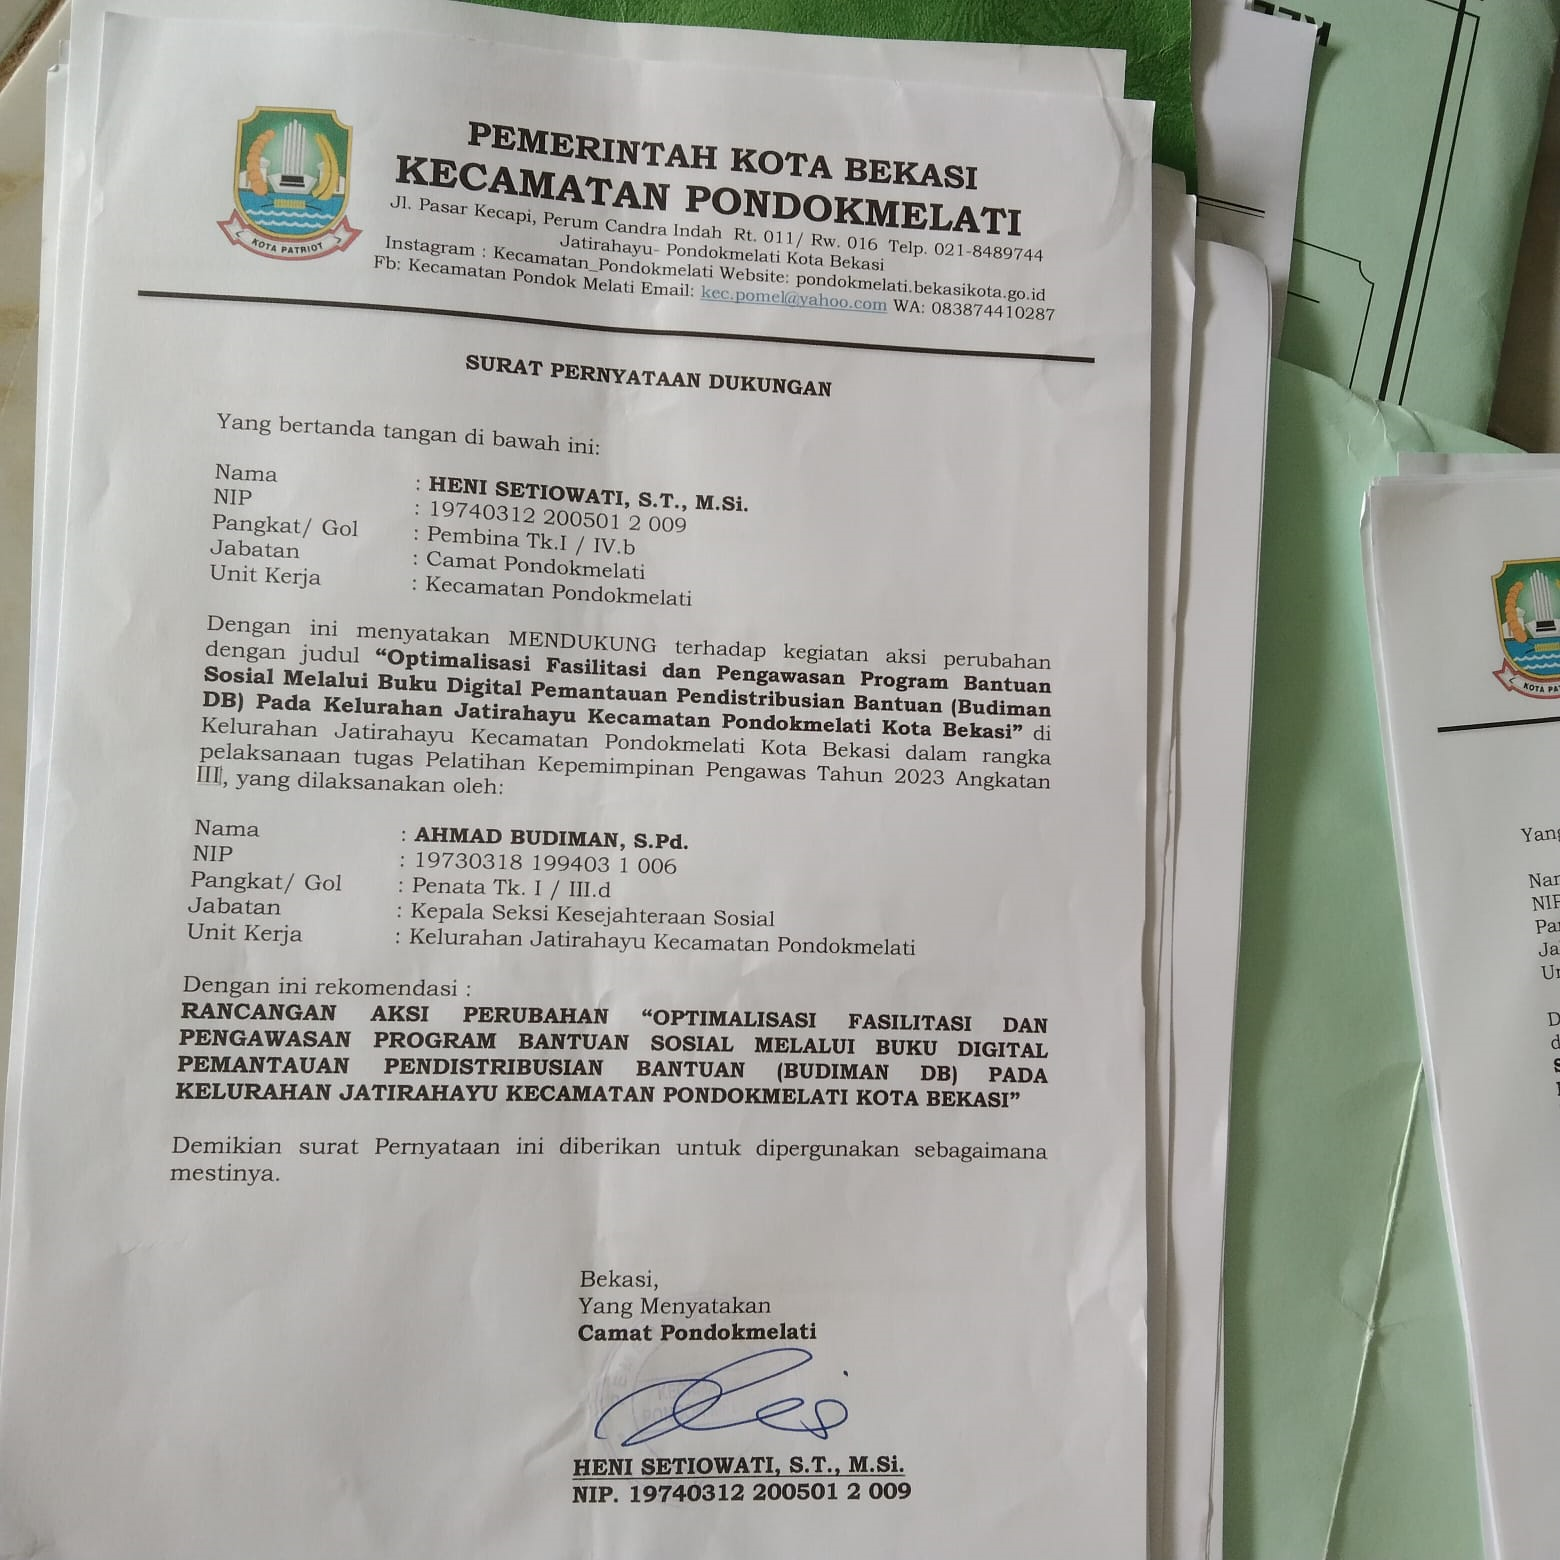 PEMERINTAH KOTA BEKASI
KECAMATAN PONDOKMELATI
Jl. Pasar Kecapi, Perum Candra Indah Rt. 011/ Rw. 016 Telp. 021-8489744
Jatirahayu- Pondokmelati Kota Bekasi
Instagram : Kecamatan_Pondokmelati Website: pondokmelati.bekasikota.go.id
Fb: Kecamatan Pondok Melati Email: kec.pomel@yahoo.com WA: 083874410287
KOTA PATRIOT
SURAT PERNYATAAN DUKUNGAN
Yang bertanda tangan di bawah ini:
Nama : HENI SETIOWATI, S.T., M.Si.
NIP : 19740312 200501 2 009
Pangkat/ Gol : Pembina Tk.I / IV.b
Jabatan : Camat Pondokmelati
Unit Kerja : Kecamatan Pondokmelati
Dengan ini menyatakan MENDUKUNG terhadap kegiatan aksi perubahan
dengan judul “Optimalisasi Fasilitasi dan Pengawasan Program Bantuan
Sosial Melalui Buku Digital Pemantauan Pendistribusian Bantuan (Budiman
DB) Pada Kelurahan Jatirahayu Kecamatan Pondokmelati Kota Bekasi” di
Kelurahan Jatirahayu Kecamatan Pondokmelati Kota Bekasi dalam rangka
pelaksanaan tugas Pelatihan Kepemimpinan Pengawas Tahun 2023 Angkatan
III, yang dilaksanakan oleh:
Nama : AHMAD BUDIMAN, S.Pd.
NIP : 19730318 199403 1 006
Pangkat/ Gol : Penata Tk. I / III.d
Jabatan : Kepala Seksi Kesejahteraan Sosial
Unit Kerja : Kelurahan Jatirahayu Kecamatan Pondokmelati
Dengan ini rekomendasi :
RANCANGAN AKSI PERUBAHAN “OPTIMALISASI FASILITASI DAN
PENGAWASAN PROGRAM BANTUAN SOSIAL MELALUI BUKU DIGITAL
PEMANTAUAN PENDISTRIBUSIAN BANTUAN (BUDIMAN DB) PADA
KELURAHAN JATIRAHAYU KECAMATAN PONDOKMELATI KOTA BEKASI”
Demikian surat Pernyataan ini diberikan untuk dipergunakan sebagaimana
mestinya.
Bekasi,
Yang Menyatakan
Camat Pondokmelati
HENI SETIOWATI, S.T., M.Si.
NIP. 19740312 200501 2 009
KOTA PA
Yang
Nam
NIP
Pa
Ja
Un